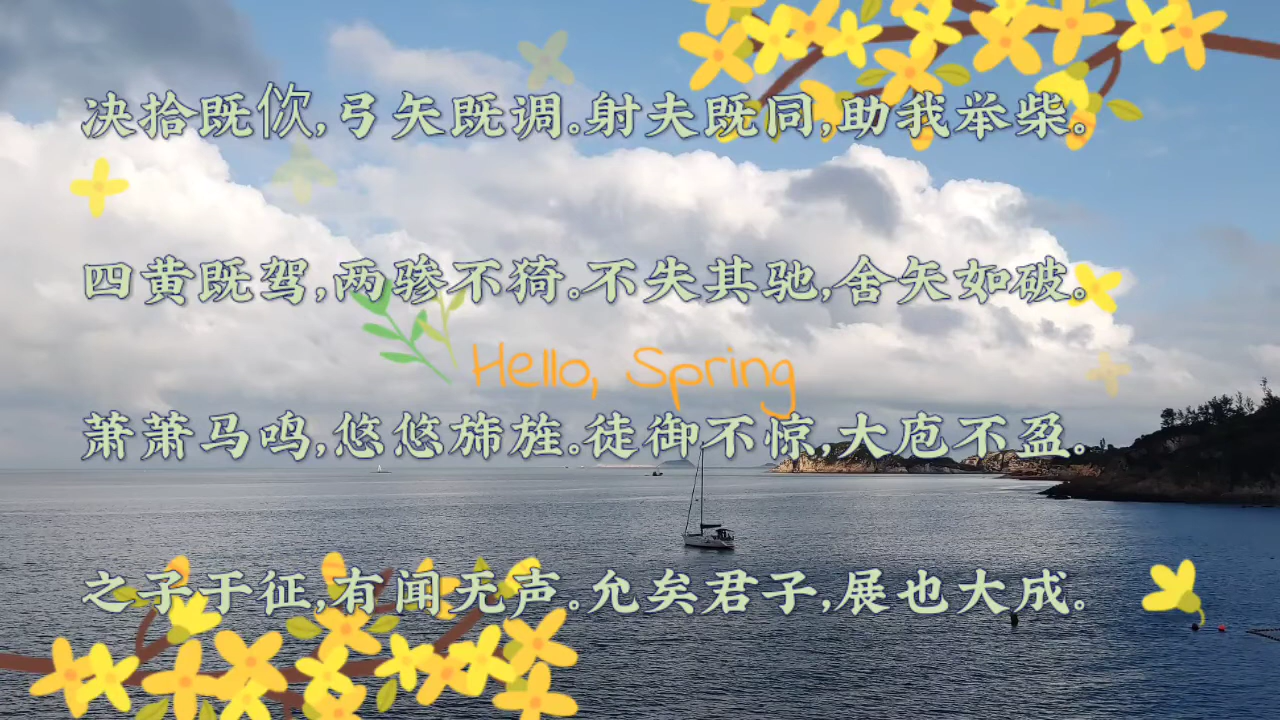 决拾既佽,弓矢既调。射夫既同,助我举柴。
四黄既驾,两骖不猗。不失其驰,舍矢如破。
Hello, Spring
萧萧马鸣,悠悠旆旌。徒御不惊,大庖不盈。
之子于征,有闻无声。允矣君子,展也大成。